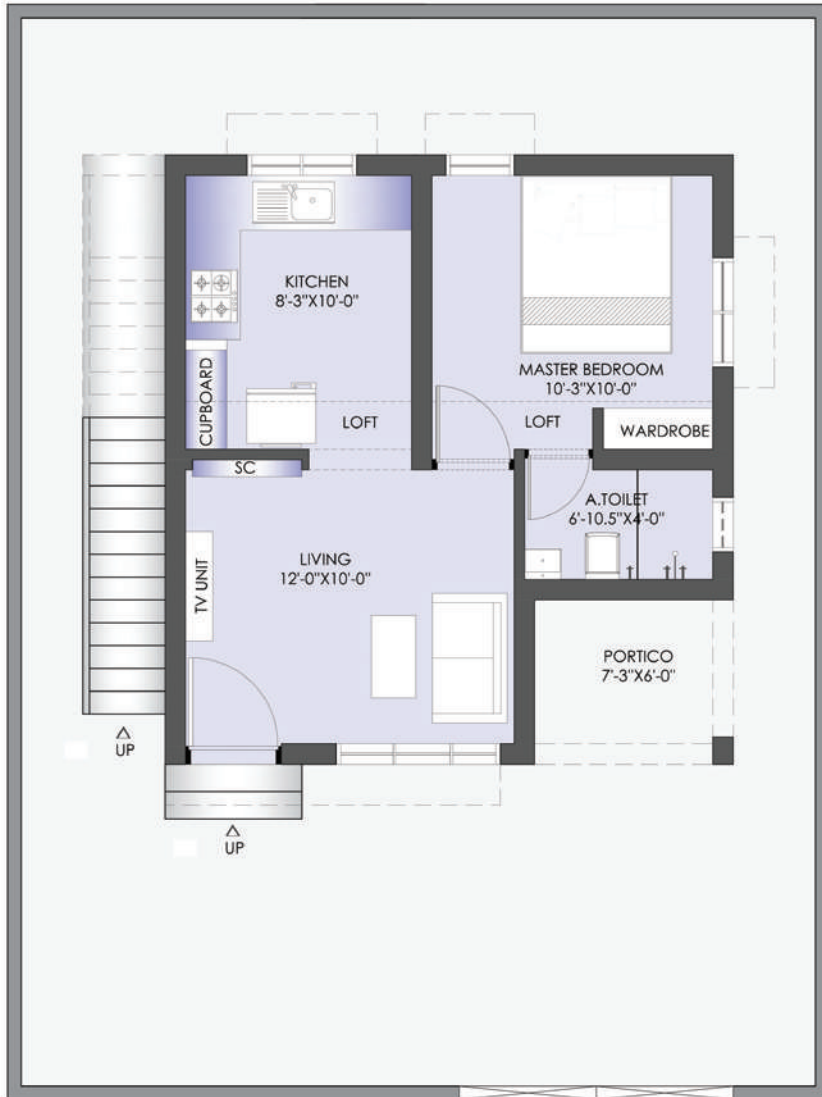 KITCHEN
8'-3"X10'-0"
CUPBOARD
LOFT
MASTER BEDROOM
10'-3"X10'-0"
LOFT
WARDROBE
SC
A.TOILET
6'-10.5"X4'-0"
TV UNIT
LIVING
12'-0"X10'-0"
PORTICO
7'-3"X6'-0"
UP
UP